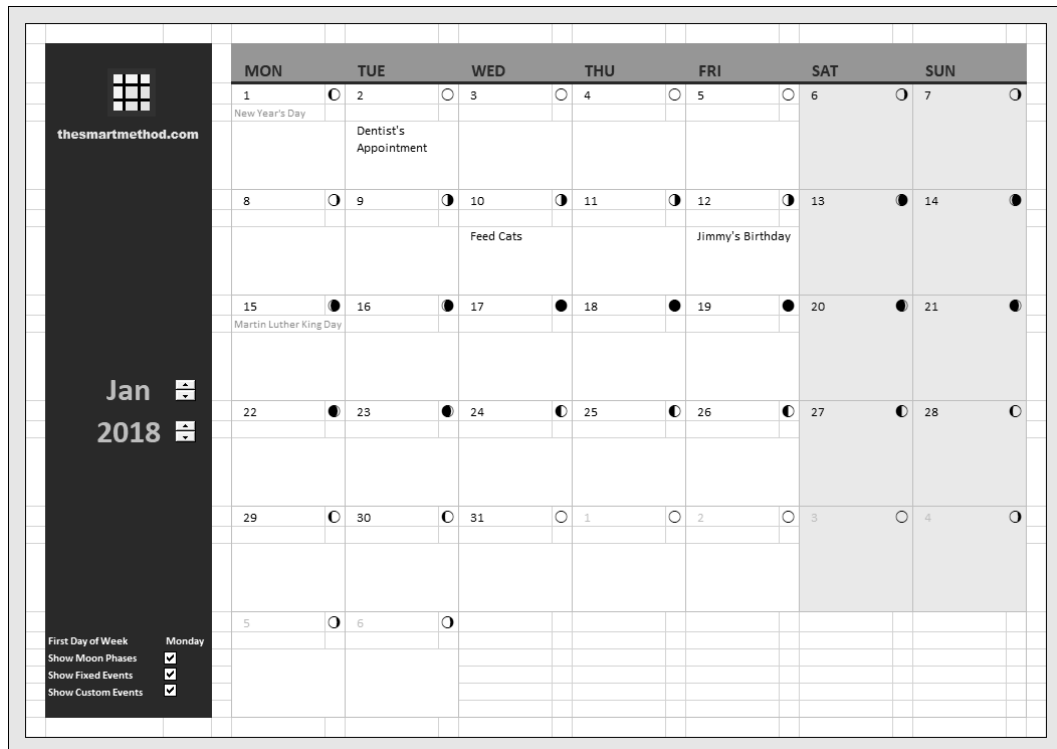 thesmartmethod.com
MON TUE WED THU FRI SAT SUN
1 2 3 4 5 6 7
New Year's Day
Dentist's
Appointment
8 9 10 11 12 13 14
Feed Cats Jimmy's Birthday
15 16 17 18 19 20 21
Martin Luther King Day
Jan
2018
22 23 24 25 26 27 28
29 30 31 1 2 3 4
5 6
First Day of Week Monday
Show Moon Phases
Show Fixed Events
Show Custom Events